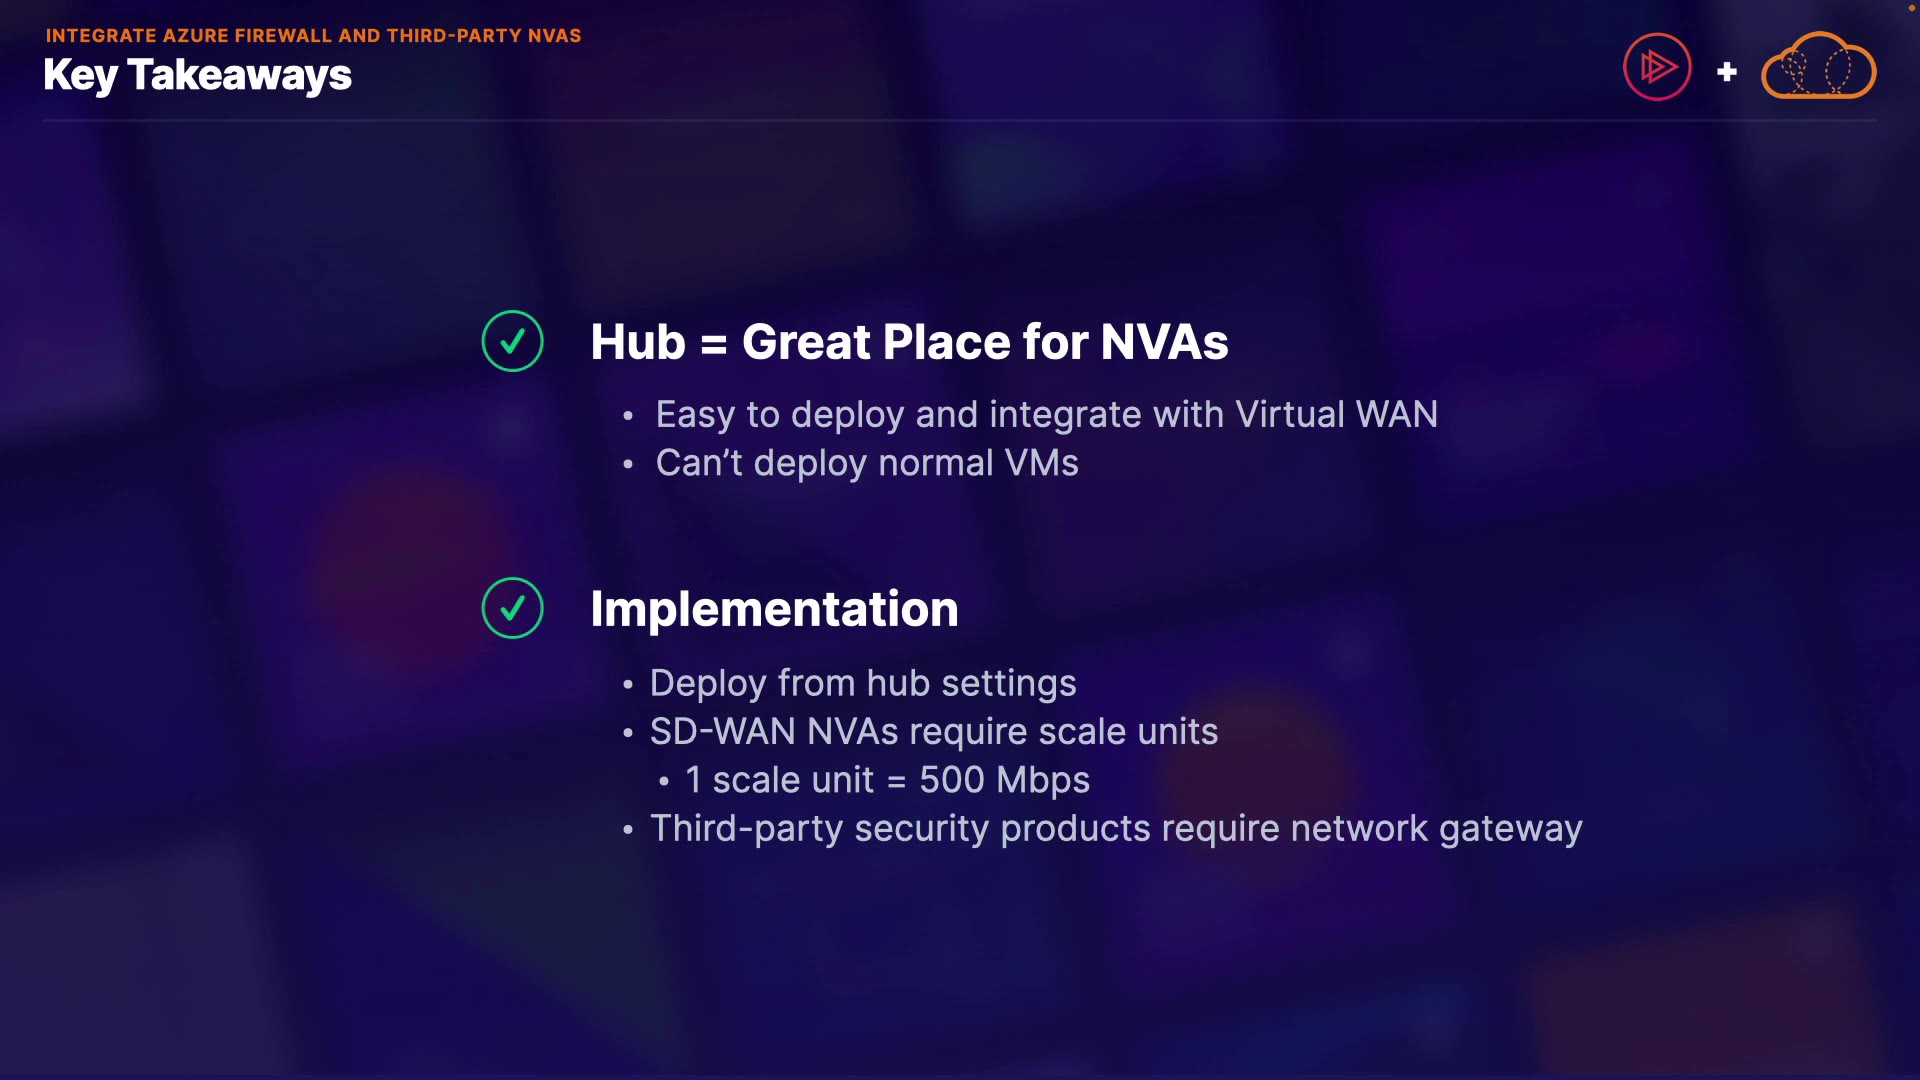 INTEGRATE AZURE FIREWALL AND THIRD-PARTY NVAS
Key Takeaways
+
Hub = Great Place for NVAs
• Easy to deploy and integrate with Virtual WAN
• Can’t deploy normal VMs
Implementation
• Deploy from hub settings
• SD-WAN NVAs require scale units
• 1 scale unit = 500 Mbps
• Third-party security products require network gateway